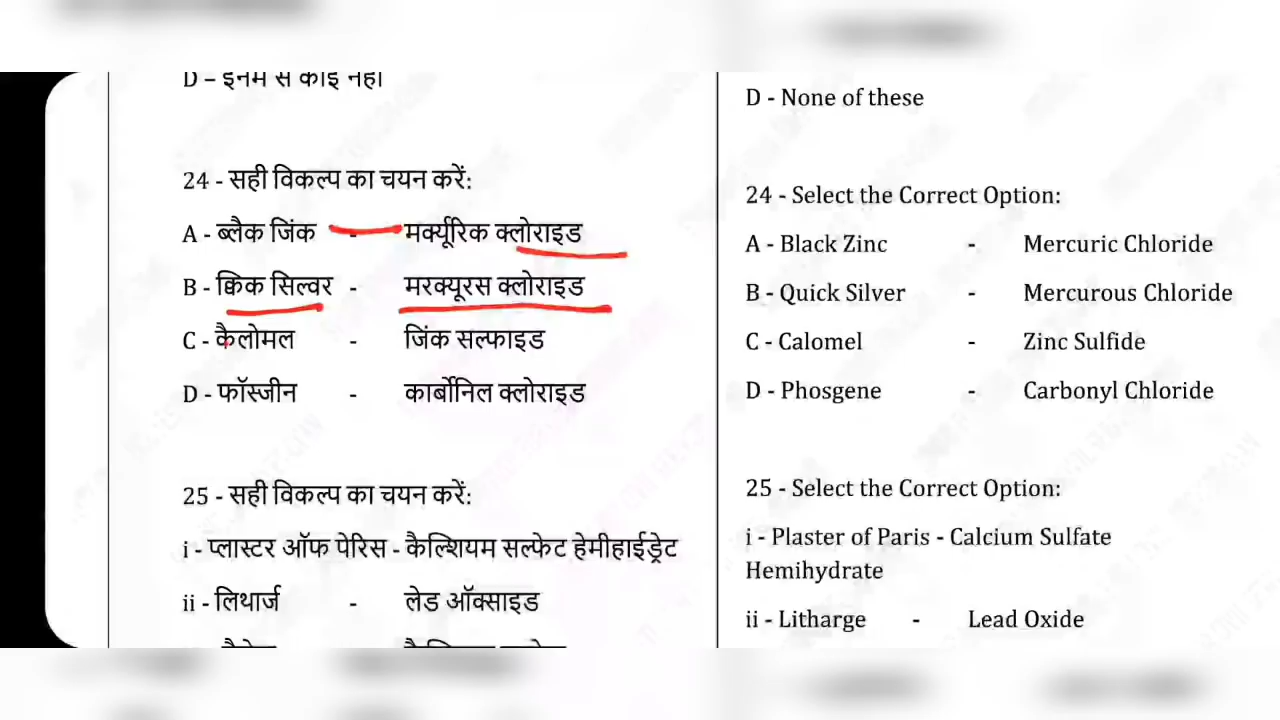 D – इनमें से कोई नहीं
24 - सही विकल्प का चयन करें:
A - ब्लैक जिंक - मर्क्यूरिक क्लोराइड
B - क्विक सिल्वर - मरक्यूरस क्लोराइड
C - कैलोमल - जिंक सल्फाइड
D - फॉस्जीन - कार्बोनिल क्लोराइड
25 - सही विकल्प का चयन करें:
i - प्लास्टर ऑफ पेरिस - कैल्शियम सल्फेट हेमीहाईड्रेट
ii - लिथार्ज - लेड ऑक्साइड
D - None of these
24 - Select the Correct Option:
A - Black Zinc - Mercuric Chloride
B - Quick Silver - Mercurous Chloride
C - Calomel - Zinc Sulfide
D - Phosgene - Carbonyl Chloride
25 - Select the Correct Option:
i - Plaster of Paris - Calcium Sulfate
Hemihydrate
ii - Litharge - Lead Oxide